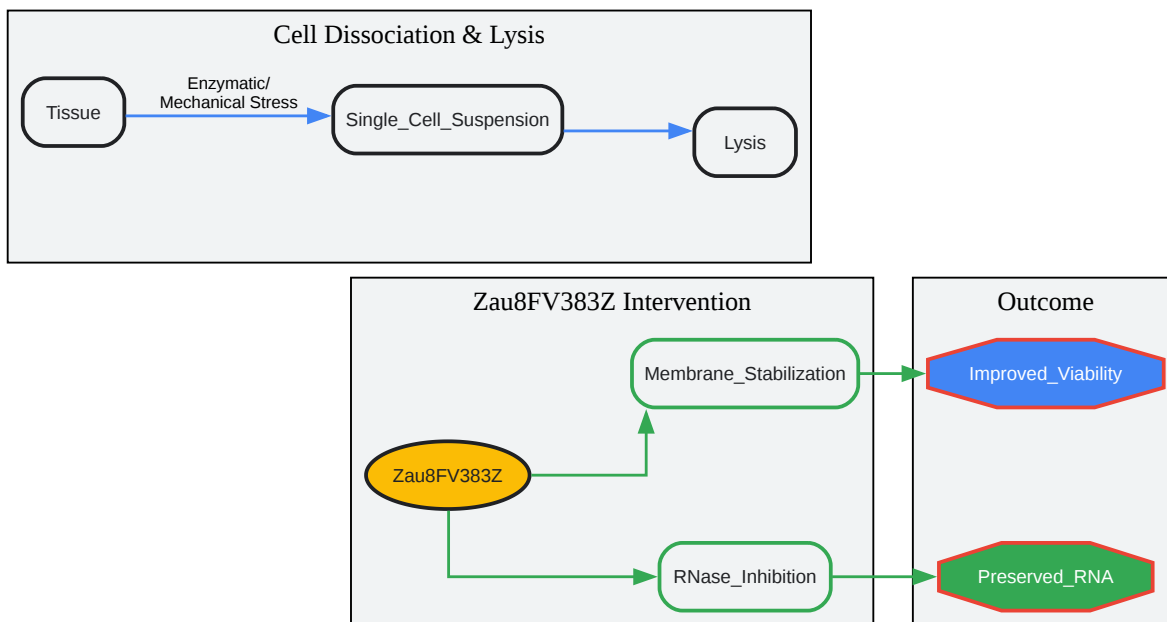 Cell Dissociation & Lysis
Enzymatic/
Mechanical Stress
Tissue
Single_Cell_Suspension
Lysis
Zau8FV383Z Intervention
Outcome
Membrane_Stabilization
Improved_Viability
Zau8FV383Z
RNase_Inhibition
Preserved_RNA